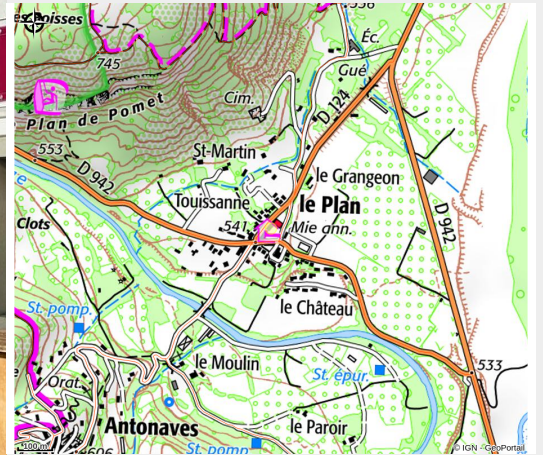 556
Éc.
745
Gué
Cim.
Plan de Pomet
D 124
St-Martin
553
D 942
le Grangeon
Touissanne
le Plan
541
Mie ann.
D 942
Clots
le Château
St. pomp.
533
le Moulin
St. épur.
Orat.
Antonaves
le Paroir
606
St. pomp.
100 m
© IGN - GeoPortail